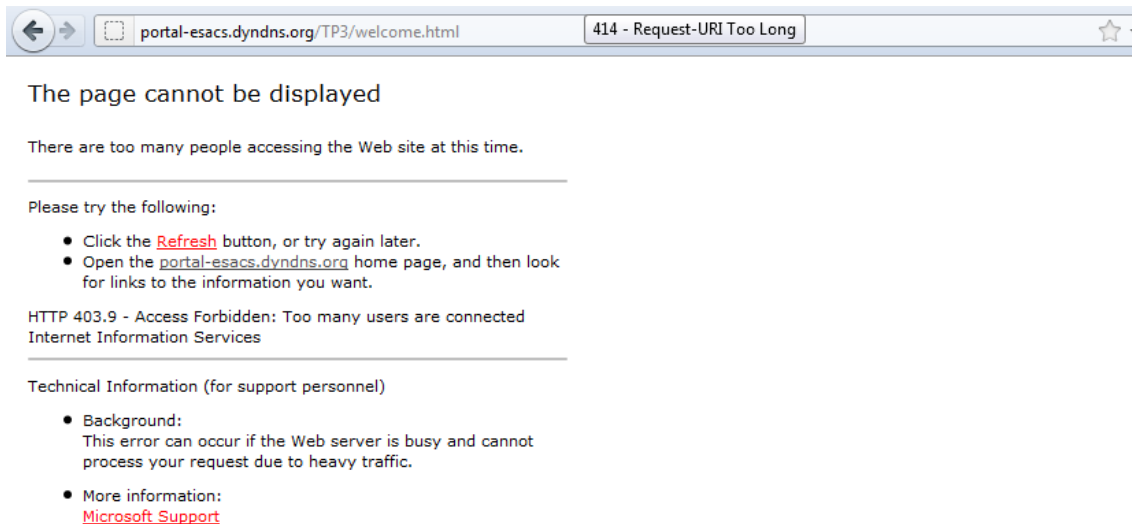 portal-esacs.dyndns.org/TP3/welcome.html
414 - Request-URI Too Long
The page cannot be displayed
There are too many people accessing the Web site at this time.
Please try the following:
Click the Refresh button, or try again later.
Open the portal-esacs.dyndns.org home page, and then look
for links to the information you want.
HTTP 403.9 - Access Forbidden: Too many users are connected
Internet Information Services
Technical Information (for support personnel)
Background:
This error can occur if the Web server is busy and cannot
process your request due to heavy traffic.
More information:
Microsoft Support